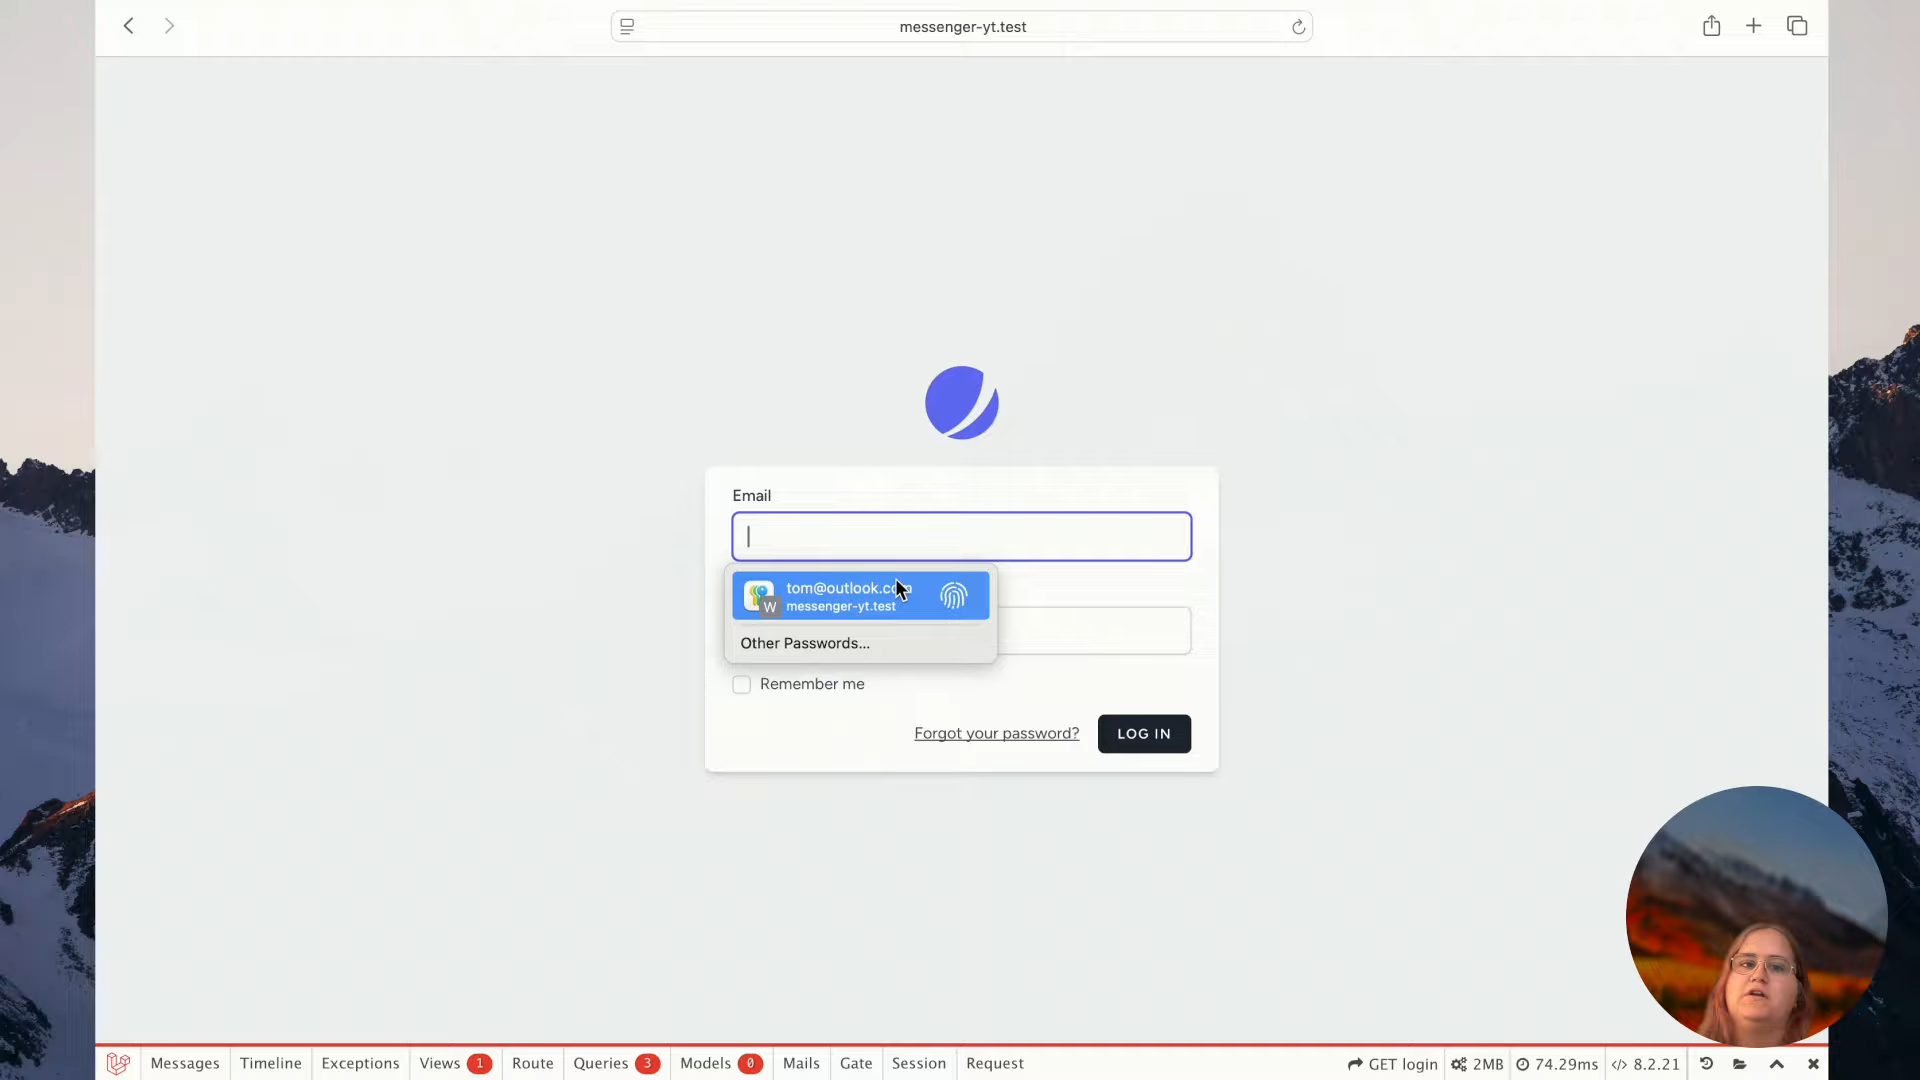 messenger-yt.test
Email
tom@outlook.com
W
messenger-yt.test
Other Passwords...
Remember me
Forgot your password?
LOG IN
Messages
Timeline
Exceptions
Views 1
Route
Queries 3
Models 0
Mails
Gate
Session
Request
GET login
2MB
74.29ms
8.2.21